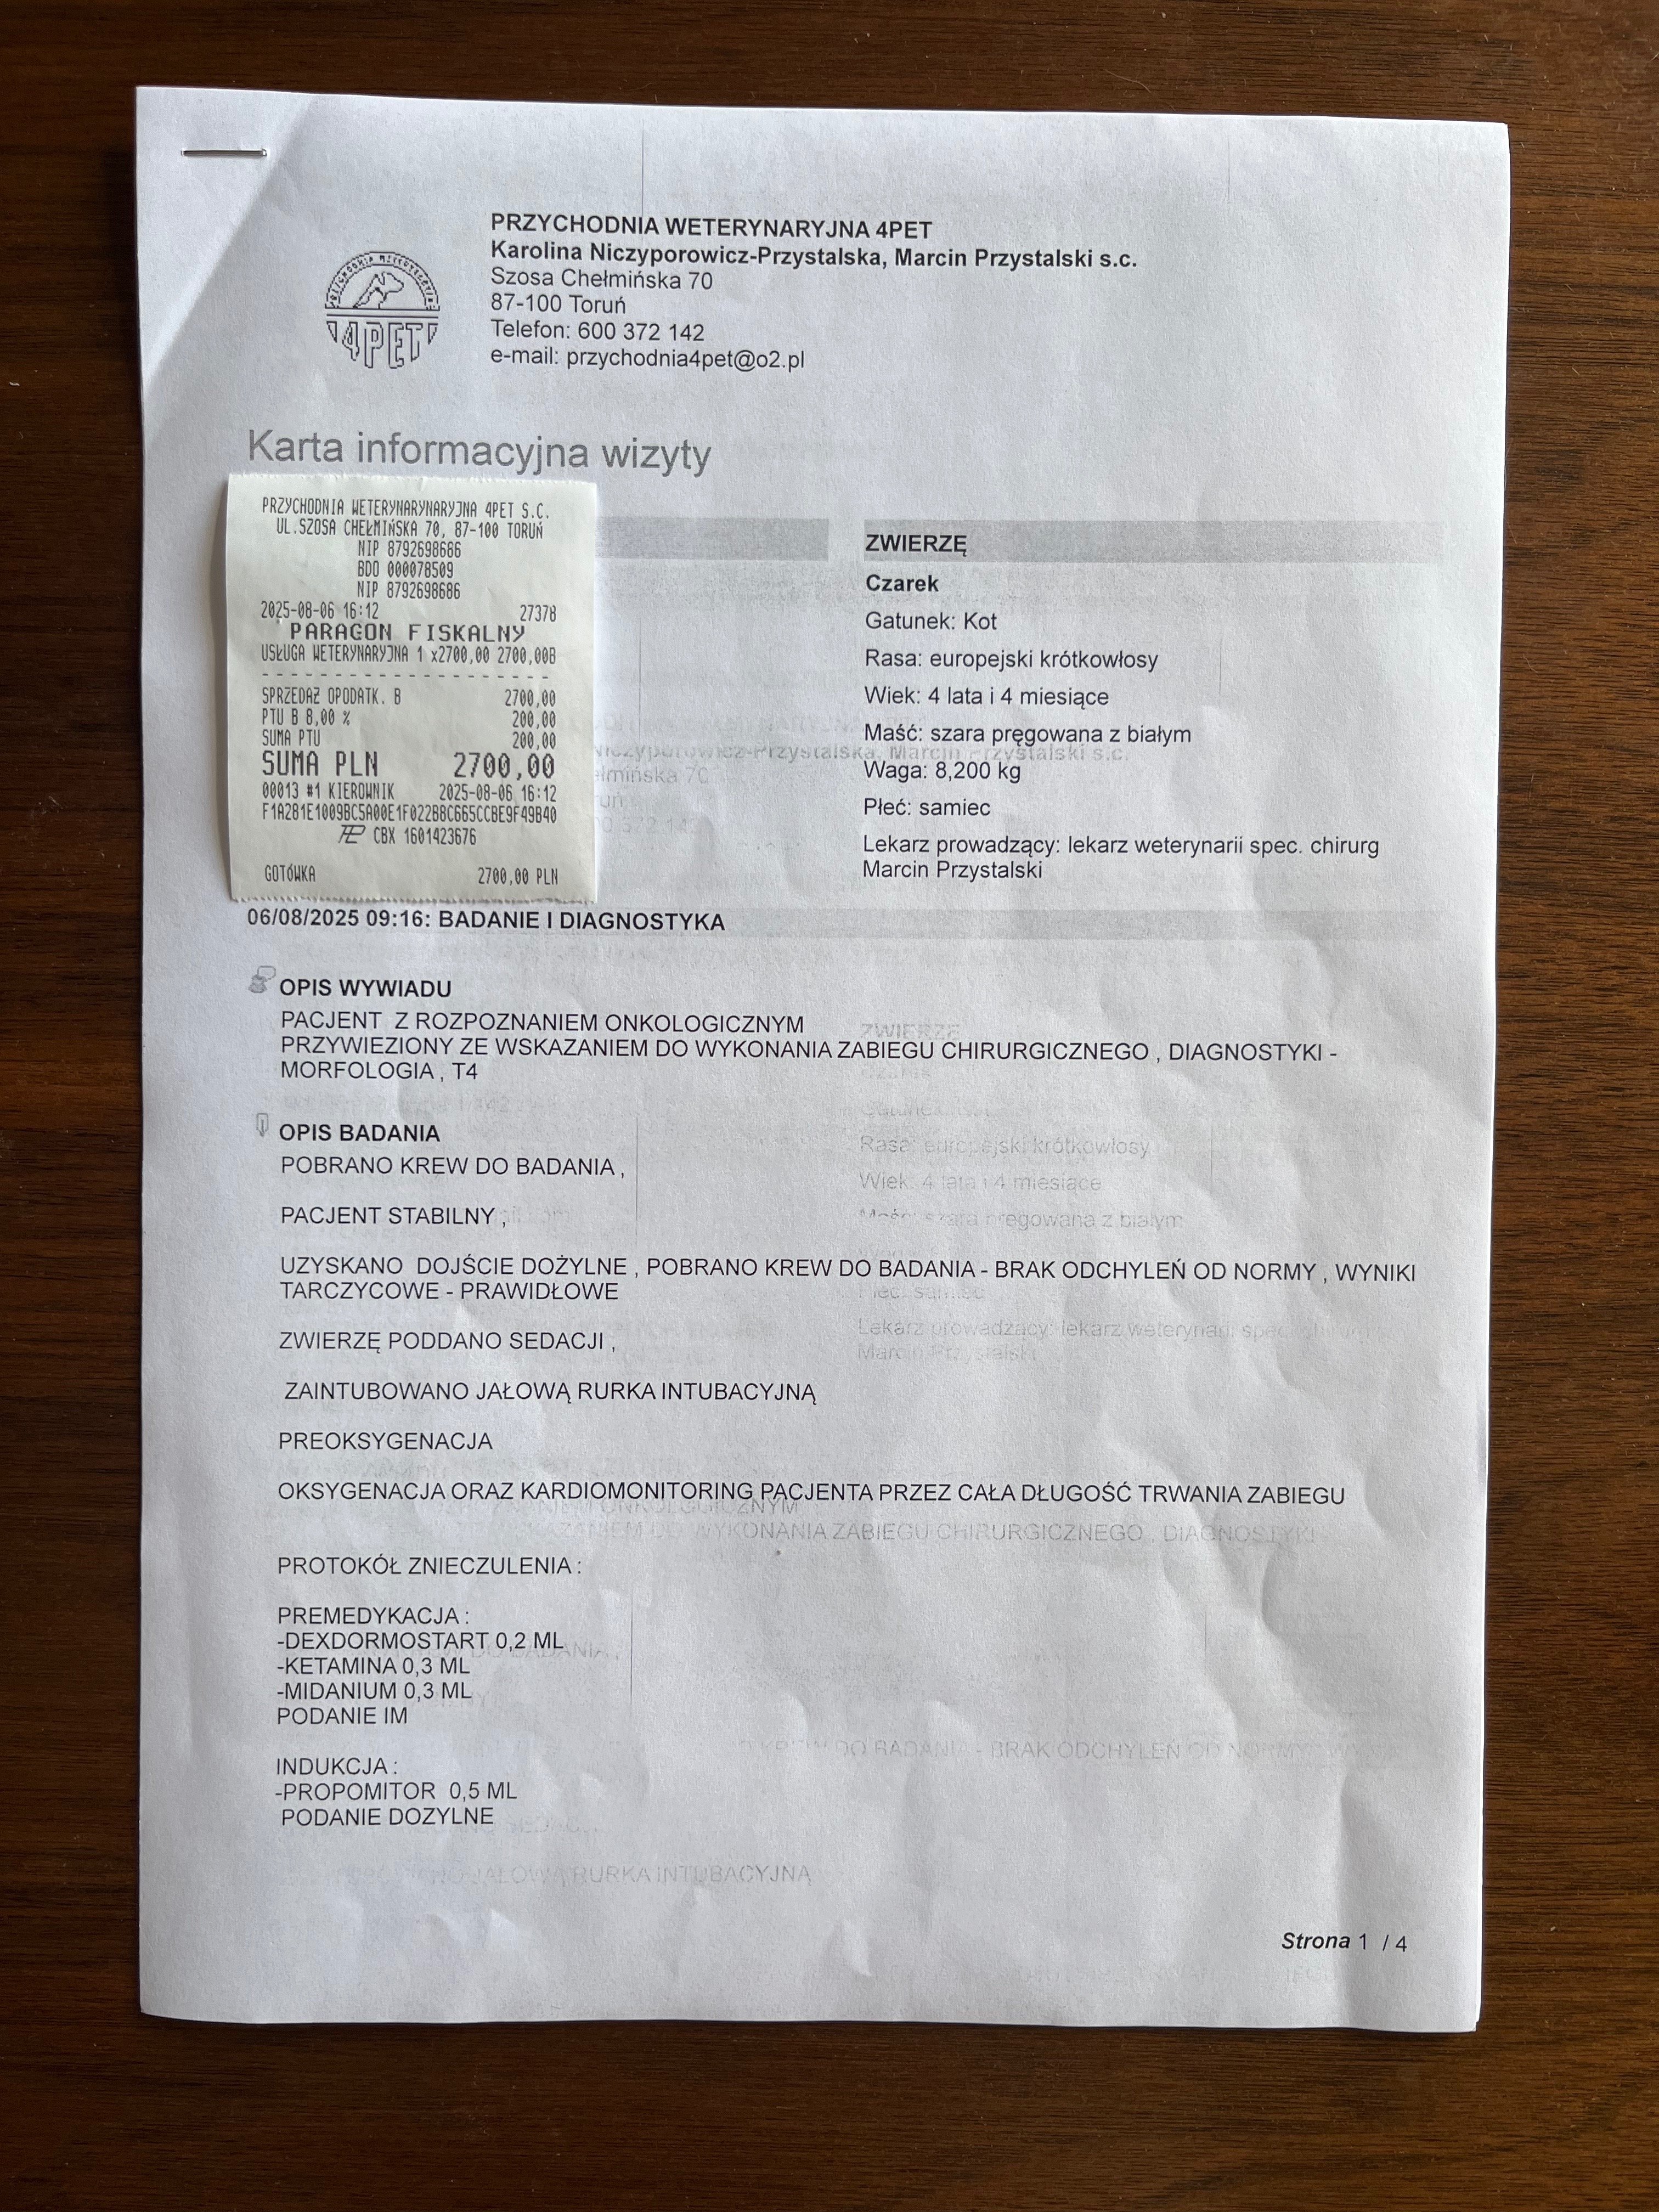 PRZYCHODNIA WETERYNARYJNA 4PET
Karolina Niczyporowicz-Przystalska, Marcin Przystalski s.c.
Szosa Chełmińska 70
87-100 Toruń
Telefon: 600 372 142
e-mail: przychodnia4pet@o2.pl
4PET
Karta informacyjna wizyty
PRZYCHODNIA WETERYNARYNARYJNA 4PET S.C.
UL.SZOSA CHEŁMIŃSKA 70, 87-100 TORUŃ
NIP 8792698686
BDO 000078509
NIP 8792698686
2025-08-06 16:12 27378
PARAGON FISKALNY
USŁUGA WETERYNARYJNA 1 x2700,00 2700,00B
SPRZEDAŻ OPODATK. B 2700,00
PTU B 8,00 % 200,00
SUMA PTU 200,00
SUMA PLN 2700,00
00013 #1 KIEROWNIK 2025-08-06 16:12
F1A281E1009BC5A00E1F022B8C665CCBE9F49B40
CBX 1601423676
GOTÓWKA 2700,00 PLN
ZWIERZĘ
Czarek
Gatunek: Kot
Rasa: europejski krótkowłosy
Wiek: 4 lata i 4 miesiące
Maść: szara pręgowana z białym
Waga: 8,200 kg
Płeć: samiec
Lekarz prowadzący: lekarz weterynarii spec. chirurg
Marcin Przystalski
06/08/2025 09:16: BADANIE I DIAGNOSTYKA
OPIS WYWIADU
PACJENT Z ROZPOZNANIEM ONKOLOGICZNYM
PRZYWIEZIONY ZE WSKAZANIEM DO WYKONANIA ZABIEGU CHIRURGICZNEGO , DIAGNOSTYKI -
MORFOLOGIA , T4
OPIS BADANIA
POBRANO KREW DO BADANIA ,
PACJENT STABILNY ,
UZYSKANO DOJŚCIE DOŻYLNE , POBRANO KREW DO BADANIA - BRAK ODCHYLEŃ OD NORMY , WYNIKI
TARCZYCOWE - PRAWIDŁOWE
ZWIERZĘ PODDANO SEDACJI ,
ZAINTUBOWANO JAŁOWĄ RURKA INTUBACYJNĄ
PREOKSYGENACJA
OKSYGENACJA ORAZ KARDIOMONITORING PACJENTA PRZEZ CAŁA DŁUGOŚĆ TRWANIA ZABIEGU
PROTOKÓŁ ZNIECZULENIA :
PREMEDYKACJA :
-DEXDORMOSTART 0,2 ML
-KETAMINA 0,3 ML
-MIDANIUM 0,3 ML
PODANIE IM
INDUKCJA :
-PROPOMITOR 0,5 ML
PODANIE DOZYLNE
Strona 1 / 4